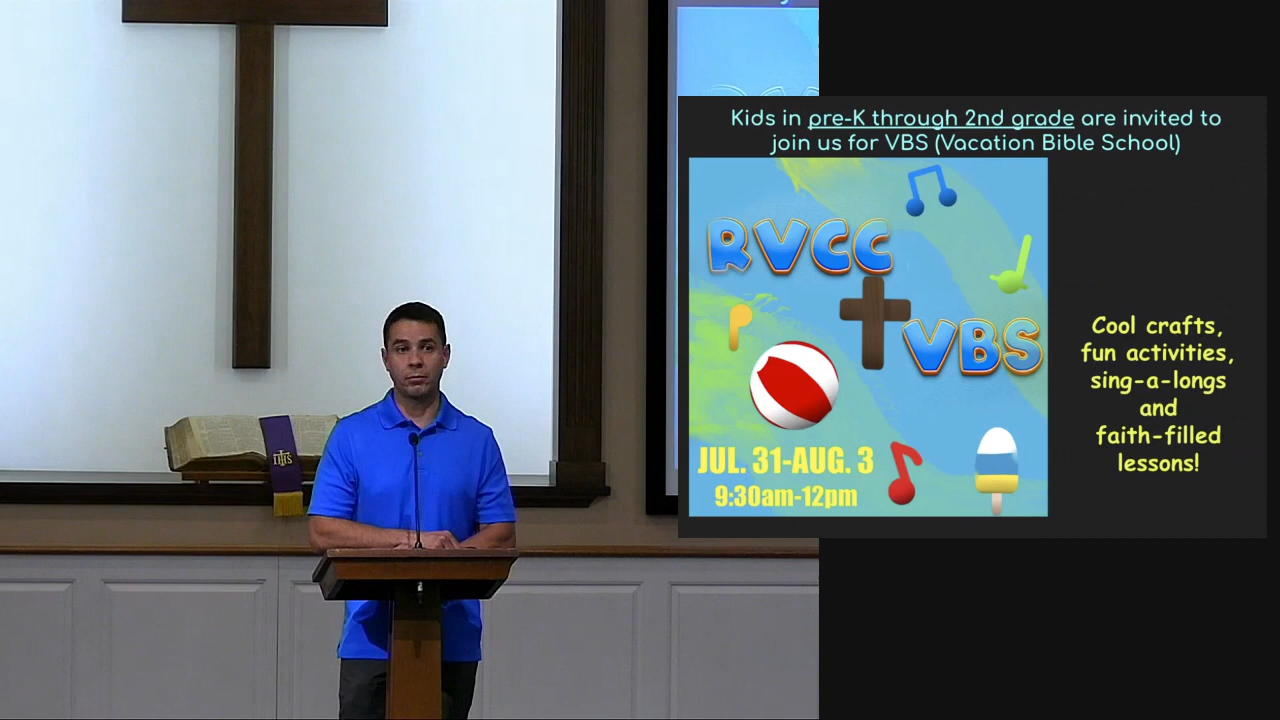 Kids in pre-K through 2nd grade are invited to
join us for VBS (Vacation Bible School)
RVCC
VBS
JUL. 31-AUG. 3
9:30am-12pm
Cool crafts,
fun activities,
sing-a-longs
and
faith-filled
lessons!
IHS